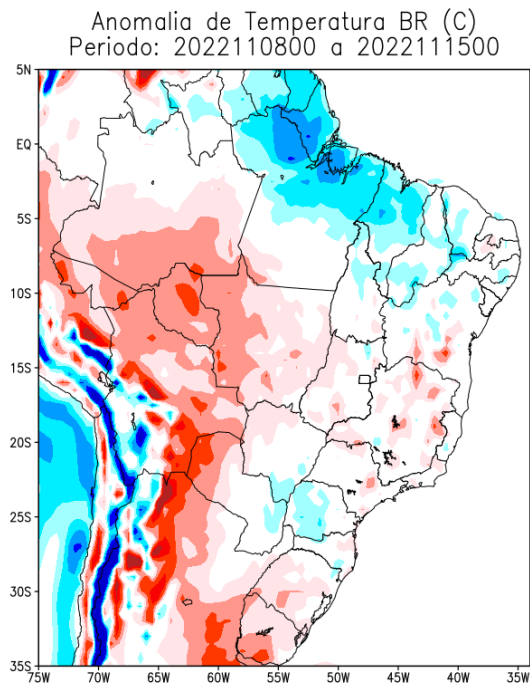 Anomalia de Temperatura BR (C)
Periodo: 2022110800 a 2022111500
5N
EQ
5S
10S
15S
20S
25S
30S
35S
75W 70W 65W 60W 55W 50W 45W 40W 35W